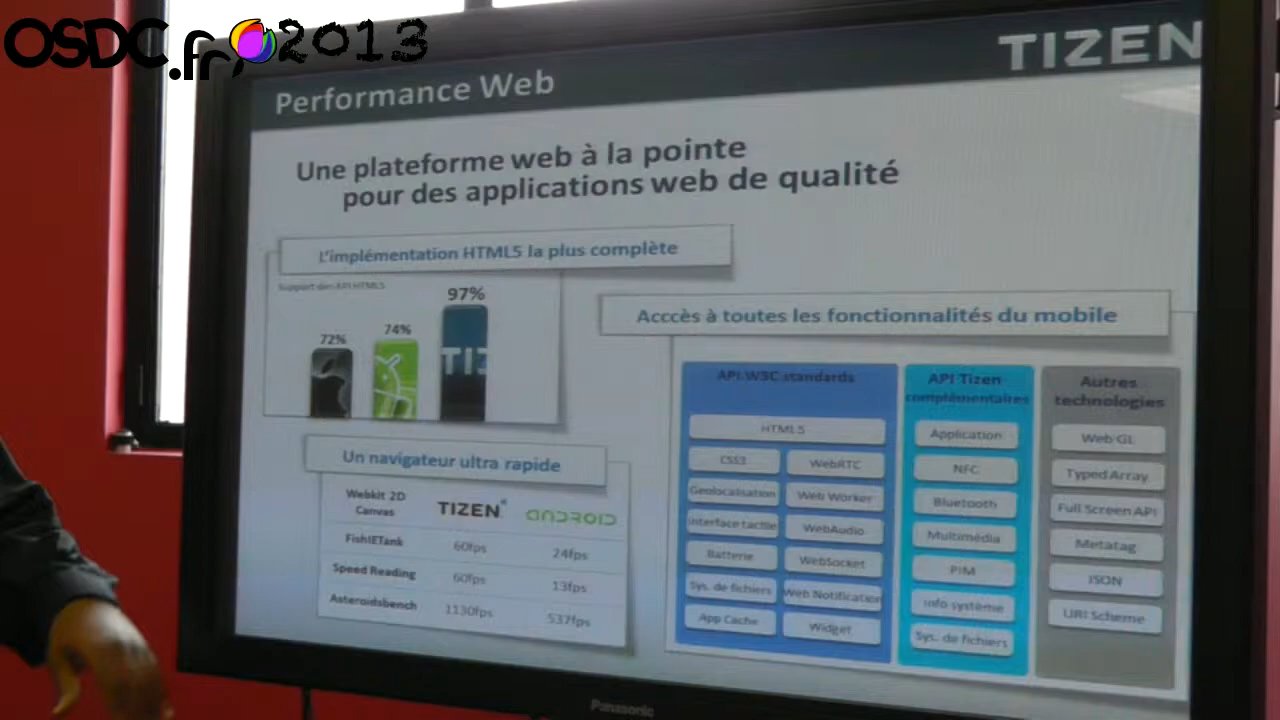 OSDC.fr 2013
TIZEN
Performance Web
Une plateforme web à la pointe
pour des applications web de qualité
L'implémentation HTML5 la plus complète
Support des API HTML5
72%
74%
97%
TIZ
Un navigateur ultra rapide
Webkit 2D
Canvas
TIZEN
ANDROID
FishIETank 60fps 24fps
Speed Reading 60fps 13fps
Asteroidsbench 1130fps 537fps
Acccès à toutes les fonctionnalités du mobile
API W3C standards
HTML5
CSS3 WebRTC
Geolocalisation Web Worker
Interface tactile WebAudio
Batterie WebSocket
Sys. de fichiers Web Notification
App Cache Widget
API Tizen
complémentaires
Application
NFC
Bluetooth
Multimédia
PIM
Info système
Sys. de fichiers
Autres
technologies
Web GL
Typed Array
Full Screen API
Metatag
JSON
URI Scheme
Panasonic